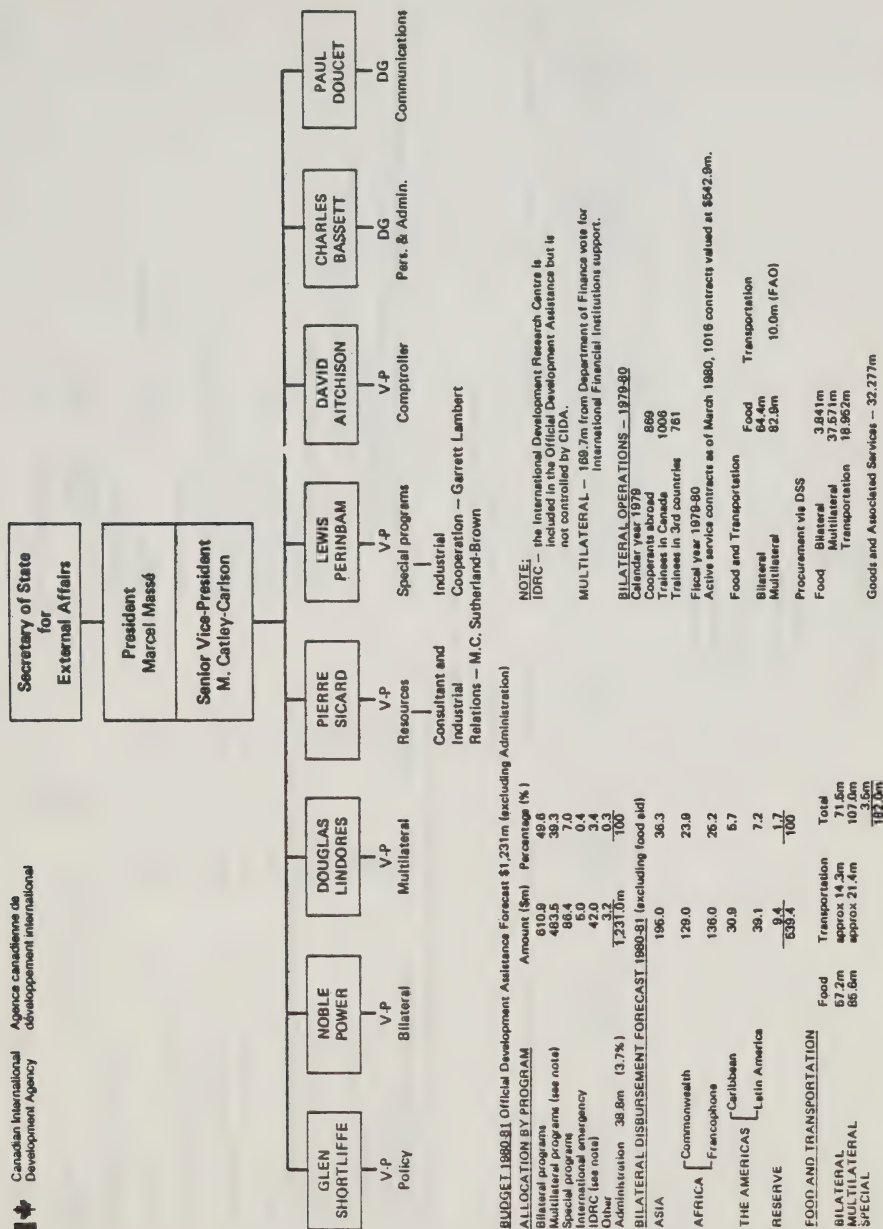 Canadian International Agence canadienne de
Development Agency développement international
Secretary of State
for
External Affairs
President
Marcel Massé
Senior Vice-President
M. Catley-Carlson
GLEN
SHORTLIFFE
V-P
Policy
NOBLE
POWER
V-P
Bilateral
DOUGLAS
LINDORES
V-P
Multilateral
PIERRE
SICARD
V-P
Resources
Consultant and
Industrial
Relations — M.C. Sutherland-Brown
LEWIS
PERINBAM
V-P
Special programs
Industrial
Cooperation — Garrett Lambert
DAVID
AITCHISON
V-P
Comptroller
CHARLES
BASSETT
DG
Pers. & Admin.
PAUL
DOUCET
DG
Communications
BUDGET 1980-81 Official Development Assistance Forecast $1,231m (excluding Administration)
ALLOCATION BY PROGRAM Amount ($m) Percentage (%)
Bilateral programs 610.9 49.6
Multilateral programs (see note) 483.5 39.3
Special programs 86.4 7.0
International emergency 5.0 0.4
IDRC (see note) 42.0 3.4
Other 3.2 0.3
1,231.0m 100
Administration 38.8m (3.7%)
BILATERAL DISBURSEMENT FORECAST 1980-81 (excluding food aid)
ASIA 195.0 36.3
AFRICA Commonwealth 129.0 23.9
Francophone 136.0 25.2
THE AMERICAS Caribbean 30.9 5.7
Latin America 39.1 7.2
RESERVE 9.4 1.7
539.4 100
FOOD AND TRANSPORTATION
Food Transportation Total
BILATERAL 57.2m approx 14.3m 71.5m
MULTILATERAL 85.6m approx 21.4m 107.0m
SPECIAL 3.5m
182.0m
NOTE:
IDRC — the International Development Research Centre is
included in the Official Development Assistance but is
not controlled by CIDA.
MULTILATERAL — 169.7m from Department of Finance vote for
International Financial Institutions support.
BILATERAL OPERATIONS — 1979-80
Calendar year 1979
Cooperants abroad 869
Trainees in Canada 1006
Trainees in 3rd countries 761
Fiscal year 1979-80
Active service contracts as of March 1980, 1016 contracts valued at $542.9m.
Food and Transportation
Food Transportation
Bilateral 64.4m
Multilateral 82.9m 10.0m (FAO)
Procurement via DSS
Food Bilateral 3.841m
Multilateral 37.571m
Transportation 18.952m
Goods and Associated Services — 32.277m